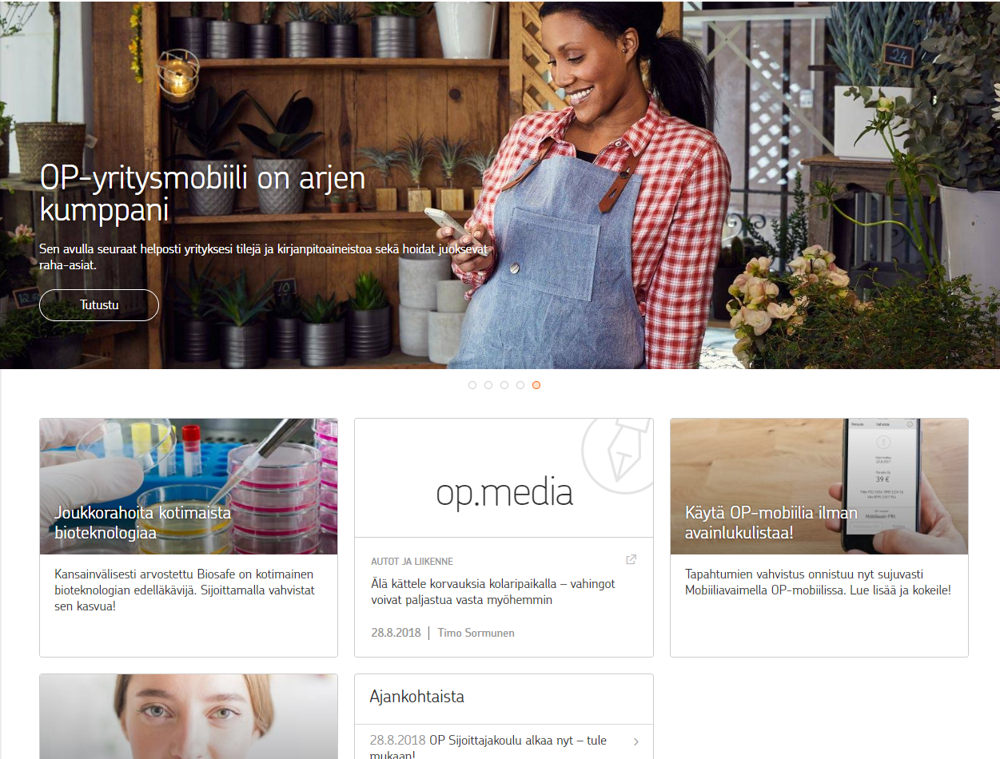 24
OP-yritysmobiili on arjen
kumppani
Sen avulla seuraat helposti yrityksesi tilejä ja kirjanpitoaineistoa sekä hoidat juoksevat
raha-asiat.
10
Tutustu
Joukkorahoita kotimaista
bioteknologiaa
Kansainvälisesti arvostettu Biosafe on kotimainen
bioteknologian edelläkävijä. Sijoittamalla vahvistat
sen kasvua!
op.media
AUTOT JA LIIKENNE
Älä kättele korvauksia kolaripaikalla – vahingot
voivat paljastua vasta myöhemmin
28.8.2018 | Timo Sormunen
Vahvista
39 €
Käytä OP-mobiilia ilman
avainlukulistaa!
Tapahtumien vahvistus onnistuu nyt sujuvasti
Mobiiliavaimella OP-mobiilissa. Lue lisää ja kokeile!
Ajankohtaista
28.8.2018 OP Sijoittajakoulu alkaa nyt – tule
mukaan!